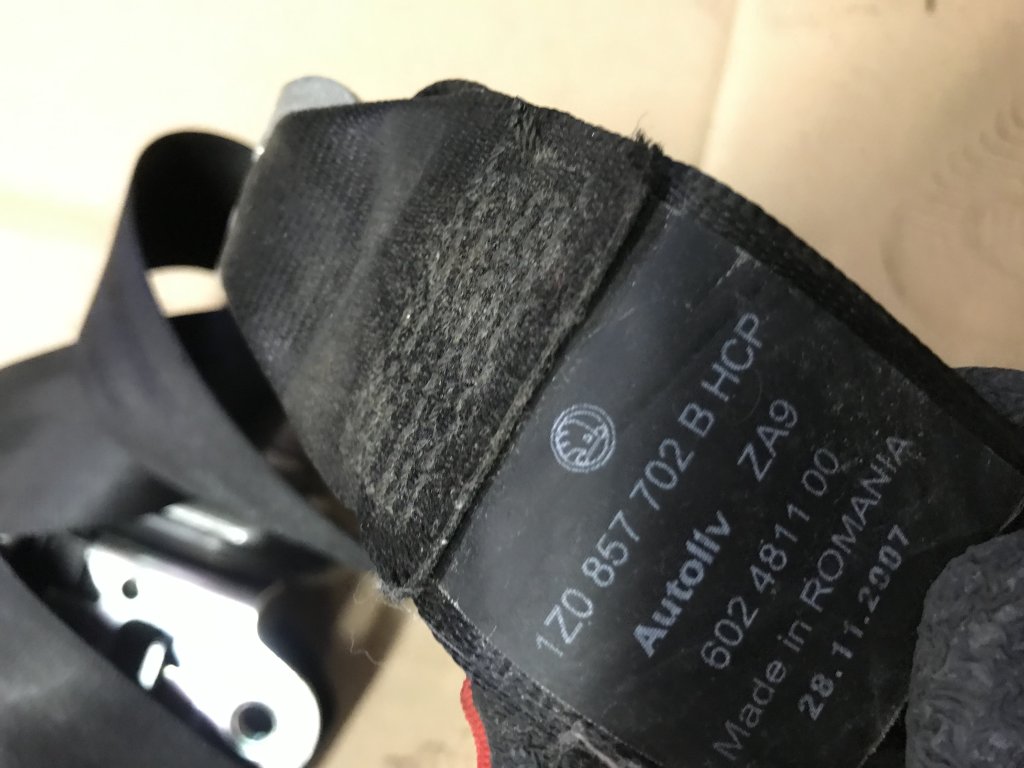 1Z0 857 702 B HCP
Autoliv ZA9
602 4811 00
Made in ROMANIA
28.11.2007